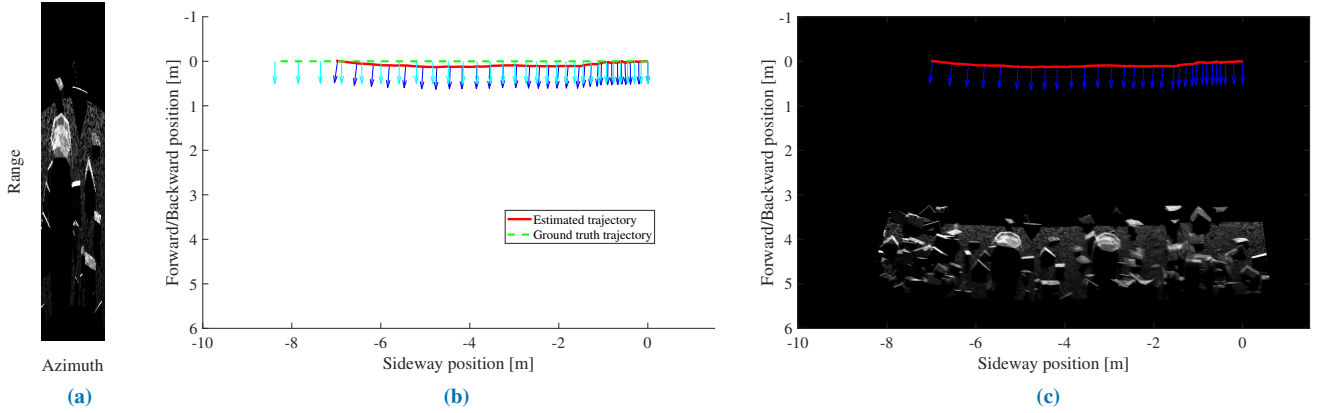 Range
Azimuth
(a)
Forward/Backward position [m]
-1
0
1
2
3
4
5
6
Estimated trajectory
Ground truth trajectory
-10
-8
-6
-4
-2
0
Sideway position [m]
(b)
Forward/Backward position [m]
-1
0
1
2
3
4
5
6
-10
-8
-6
-4
-2
0
Sideway position [m]
(c)